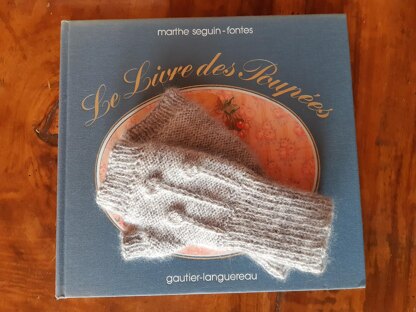 marthe seguin-fontes
Le Livre des Poupées
gautier-languereau